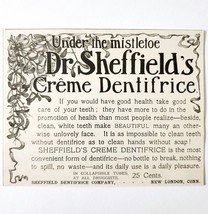 Under the mistletoe
Dr. Sheffield's
Crème Dentifrice
If you would have good health take good
care of your teeth; they have more to do in the
promotion of health than most people realize—beside,
clean, white teeth make BEAUTIFUL many an other-
wise unlovely face. It is as impossible to clean teeth
without dentifrice as to clean hands without soap!
SHEFFIELD'S CREME DENTIFRICE is the most
convenient form of dentifrice—no bottle to break, nothing
to spill, no waste—and its daily use is a daily pleasure.
IN COLLAPSIBLE TUBES,
AT ALL DRUGGISTS.
25 Cents.
SHEFFIELD DENTIFRICE COMPANY, . . . . NEW LONDON, CONN.